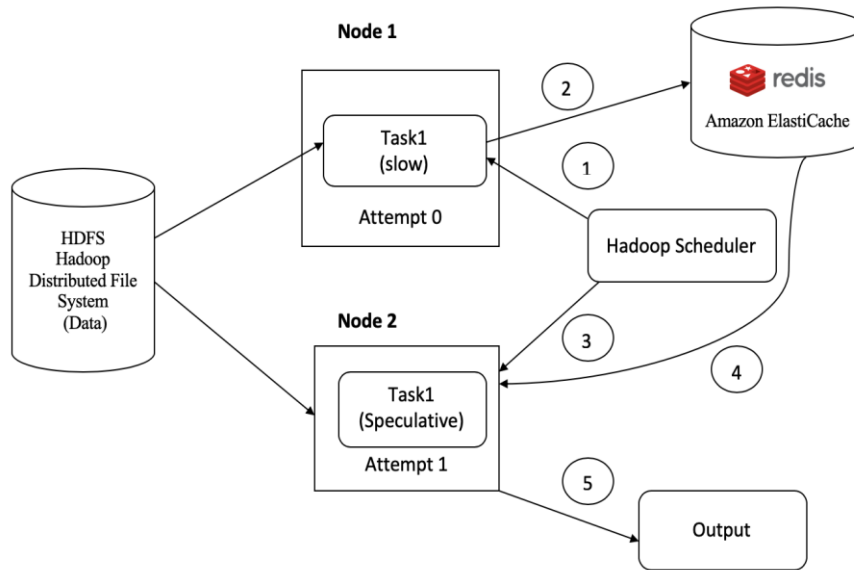 Node 1
2
redis
Amazon ElastiCache
Task1
(slow)
1
Attempt 0
HDFS
Hadoop
Distributed File
System
(Data)
Hadoop Scheduler
Node 2
3
4
Task1
(Speculative)
Attempt 1
5
Output